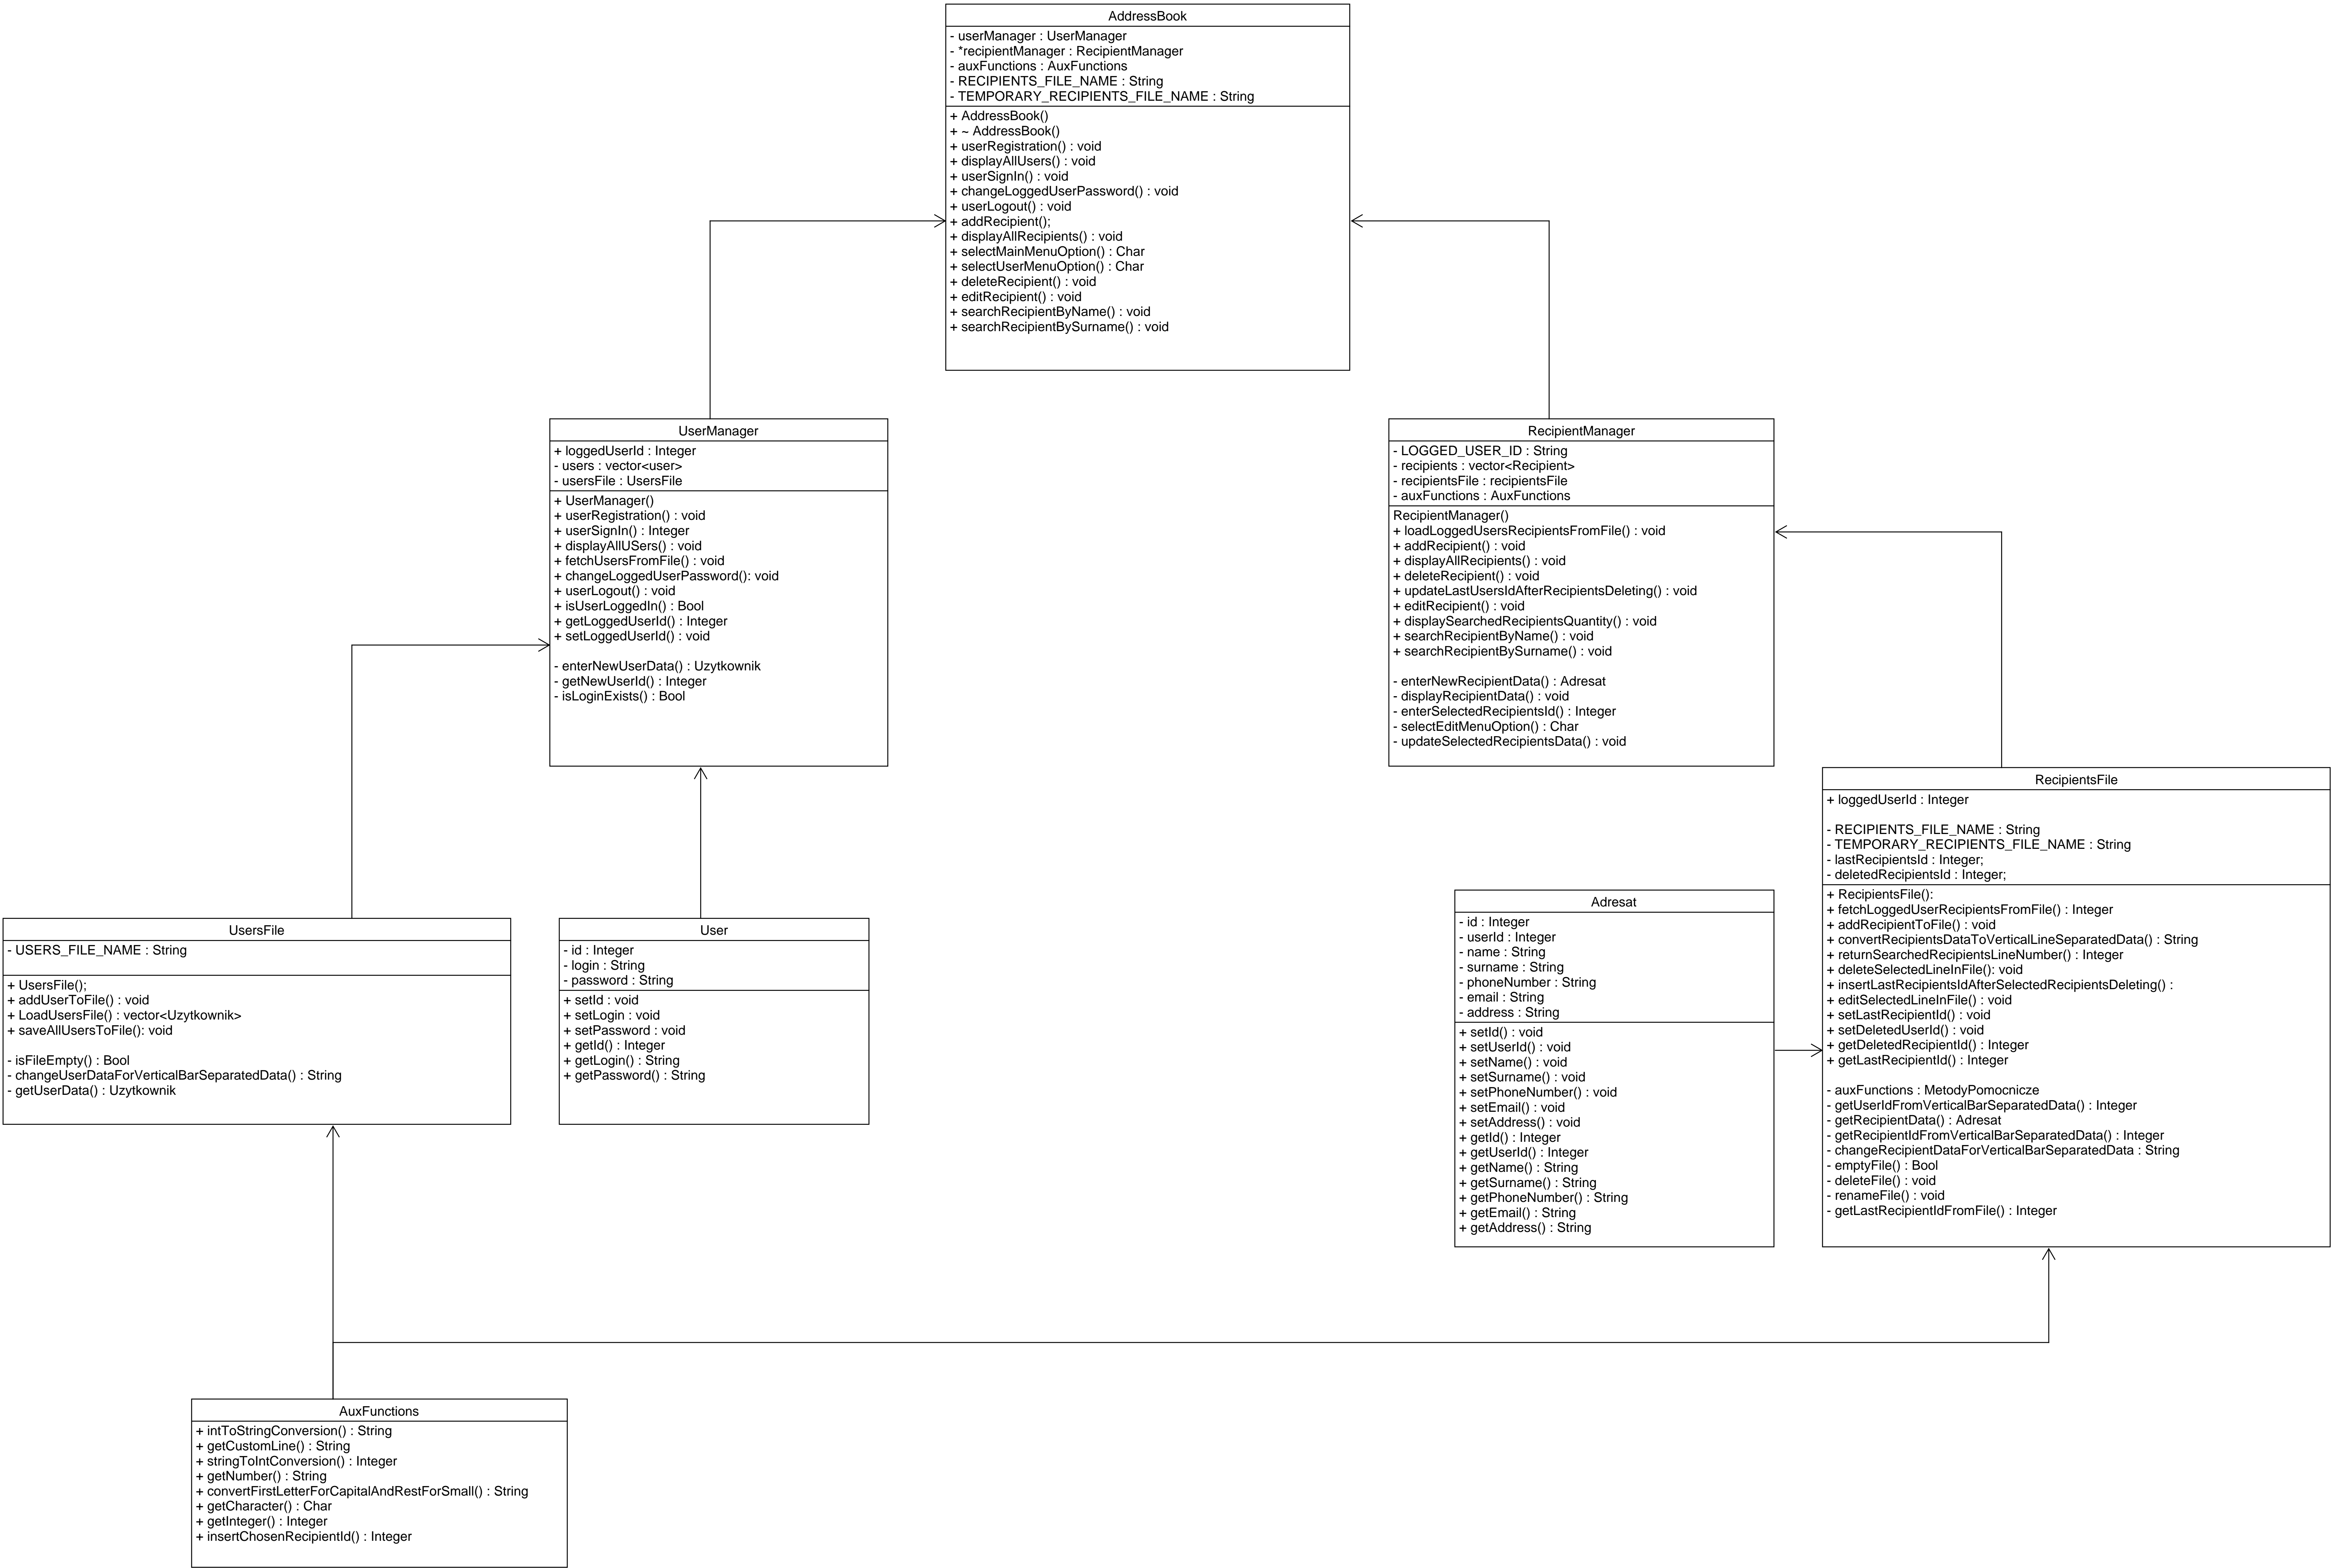 AddressBook
- userManager : UserManager
- *recipientManager : RecipientManager
- auxFunctions : AuxFunctions
- RECIPIENTS_FILE_NAME : String
- TEMPORARY_RECIPIENTS_FILE_NAME : String
+ AddressBook()
+ ~ AddressBook()
+ userRegistration() : void
+ displayAllUsers() : void
+ userSignIn() : void
+ changeLoggedUserPassword() : void
+ userLogout() : void
+ addRecipient();
+ displayAllRecipients() : void
+ selectMainMenuOption() : Char
+ selectUserMenuOption() : Char
+ deleteRecipient() : void
+ editRecipient() : void
+ searchRecipientByName() : void
+ searchRecipientBySurname() : void
UserManager
+ loggedUserId : Integer
- users : vector<user>
- usersFile : UsersFile
+ UserManager()
+ userRegistration() : void
+ userSignIn() : Integer
+ displayAllUSers() : void
+ fetchUsersFromFile() : void
+ changeLoggedUserPassword(): void
+ userLogout() : void
+ isUserLoggedIn() : Bool
+ getLoggedUserId() : Integer
+ setLoggedUserId() : void
- enterNewUserData() : Uzytkownik
- getNewUserId() : Integer
- isLoginExists() : Bool
RecipientManager
- LOGGED_USER_ID : String
- recipients : vector<Recipient>
- recipientsFile : recipientsFile
- auxFunctions : AuxFunctions
RecipientManager()
+ loadLoggedUsersRecipientsFromFile() : void
+ addRecipient() : void
+ displayAllRecipients() : void
+ deleteRecipient() : void
+ updateLastUsersIdAfterRecipientsDeleting() : void
+ editRecipient() : void
+ displaySearchedRecipientsQuantity() : void
+ searchRecipientByName() : void
+ searchRecipientBySurname() : void
- enterNewRecipientData() : Adresat
- displayRecipientData() : void
- enterSelectedRecipientsId() : Integer
- selectEditMenuOption() : Char
- updateSelectedRecipientsData() : void
RecipientsFile
+ loggedUserId : Integer
- RECIPIENTS_FILE_NAME : String
- TEMPORARY_RECIPIENTS_FILE_NAME : String
- lastRecipientsId : Integer;
- deletedRecipientsId : Integer;
+ RecipientsFile():
+ fetchLoggedUserRecipientsFromFile() : Integer
+ addRecipientToFile() : void
+ convertRecipientsDataToVerticalLineSeparatedData() : String
+ returnSearchedRecipientsLineNumber() : Integer
+ deleteSelectedLineInFile(): void
+ insertLastRecipientsIdAfterSelectedRecipientsDeleting() :
+ editSelectedLineInFile() : void
+ setLastRecipientId() : void
+ setDeletedUserId() : void
+ getDeletedRecipientId() : Integer
+ getLastRecipientId() : Integer
- auxFunctions : MetodyPomocnicze
- getUserIdFromVerticalBarSeparatedData() : Integer
- getRecipientData() : Adresat
- getRecipientIdFromVerticalBarSeparatedData() : Integer
- changeRecipientDataForVerticalBarSeparatedData : String
- emptyFile() : Bool
- deleteFile() : void
- renameFile() : void
- getLastRecipientIdFromFile() : Integer
Adresat
- id : Integer
- userId : Integer
- name : String
- surname : String
- phoneNumber : String
- email : String
- address : String
+ setId() : void
+ setUserId() : void
+ setName() : void
+ setSurname() : void
+ setPhoneNumber() : void
+ setEmail() : void
+ setAddress() : void
+ getId() : Integer
+ getUserId() : Integer
+ getName() : String
+ getSurname() : String
+ getPhoneNumber() : String
+ getEmail() : String
+ getAddress() : String
UsersFile
- USERS_FILE_NAME : String
+ UsersFile();
+ addUserToFile() : void
+ LoadUsersFile() : vector<Uzytkownik>
+ saveAllUsersToFile(): void
- isFileEmpty() : Bool
- changeUserDataForVerticalBarSeparatedData() : String
- getUserData() : Uzytkownik
User
- id : Integer
- login : String
- password : String
+ setId : void
+ setLogin : void
+ setPassword : void
+ getId() : Integer
+ getLogin() : String
+ getPassword() : String
AuxFunctions
+ intToStringConversion() : String
+ getCustomLine() : String
+ stringToIntConversion() : Integer
+ getNumber() : String
+ convertFirstLetterForCapitalAndRestForSmall() : String
+ getCharacter() : Char
+ getInteger() : Integer
+ insertChosenRecipientId() : Integer